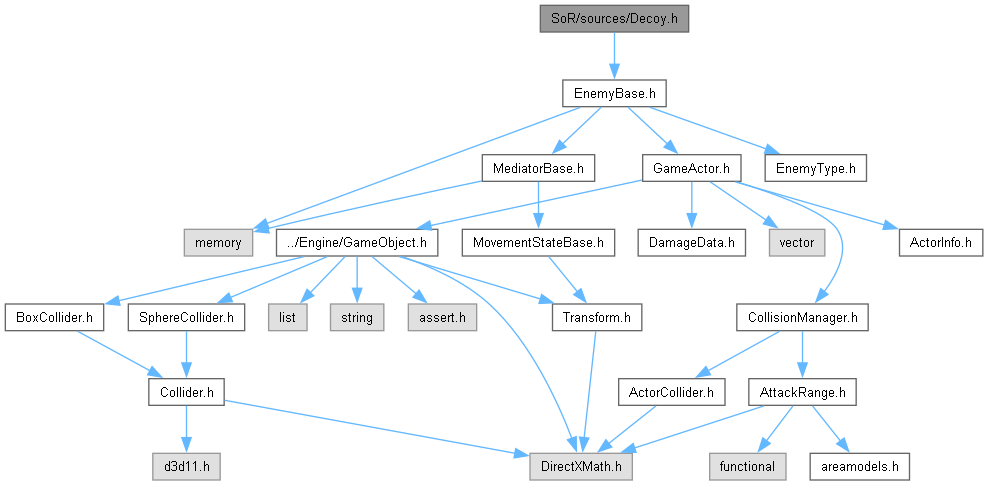 SoR/sources/Decoy.h
EnemyBase.h
MediatorBase.h
GameActor.h
EnemyType.h
memory
../Engine/GameObject.h
MovementStateBase.h
DamageData.h
vector
ActorInfo.h
BoxCollider.h
SphereCollider.h
list
string
assert.h
Transform.h
CollisionManager.h
Collider.h
ActorCollider.h
AttackRange.h
d3d11.h
DirectXMath.h
functional
areamodels.h